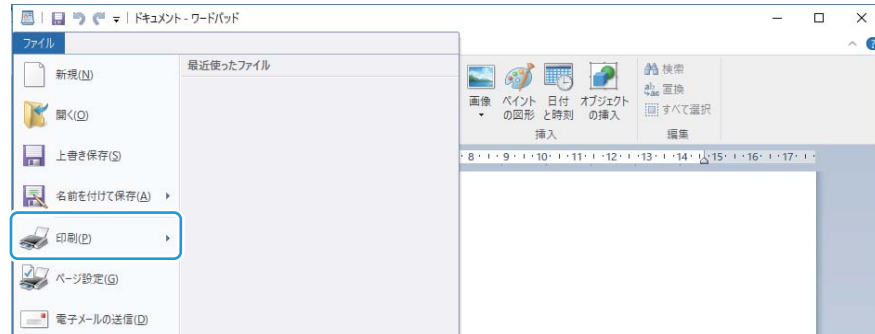 ドキュメント - ワードパッド
ファイル
新規(N)
開く(O)
上書き保存(S)
名前を付けて保存(A)
印刷(P)
ページ設定(G)
電子メールの送信(D)
最近使ったファイル
画像
ペイントの図形
日付と時刻
オブジェクトの挿入
挿入
検索
置換
すべて選択
編集
8 9 10 11 12 13 14 15 16 17